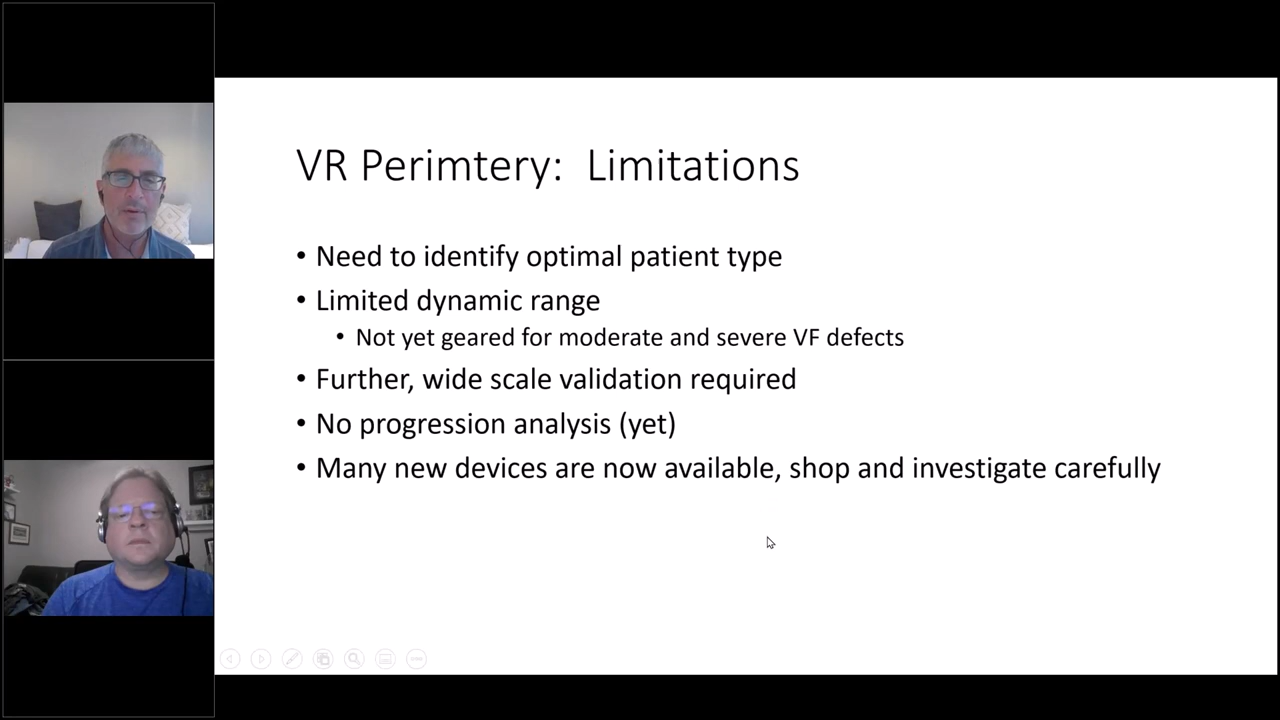 VR Perimtery: Limitations
• Need to identify optimal patient type
• Limited dynamic range
• Not yet geared for moderate and severe VF defects
• Further, wide scale validation required
• No progression analysis (yet)
• Many new devices are now available, shop and investigate carefully